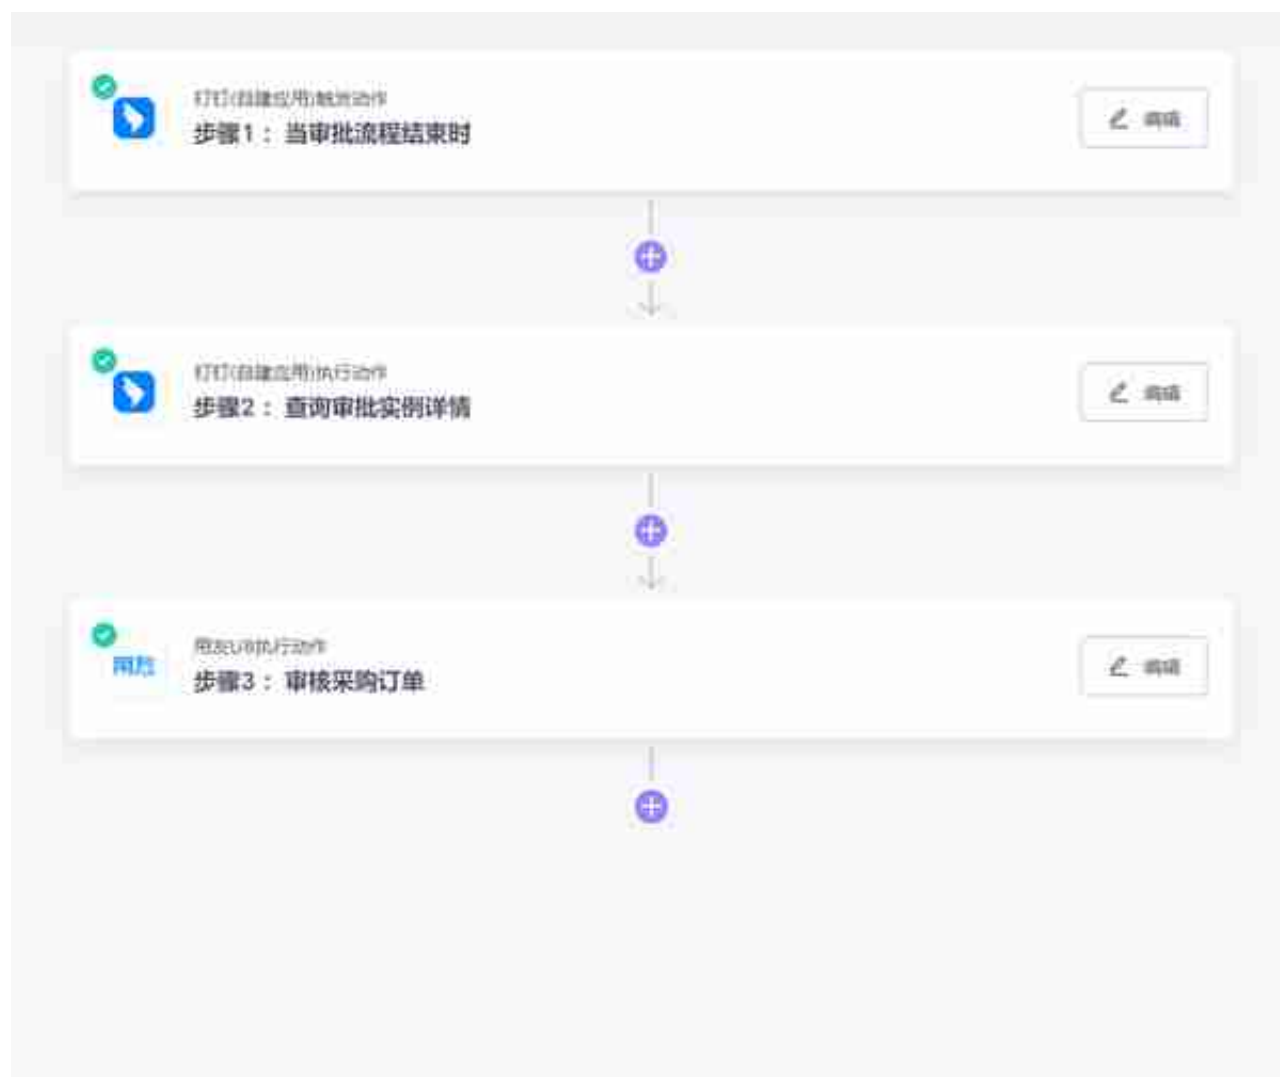 钉钉(自建应用)触发动作
步骤1： 当审批流程结束时
编辑
钉钉(自建应用)执行动作
步骤2： 查询审批实例详情
编辑
用友
用友U8执行动作
步骤3： 审核采购订单
编辑